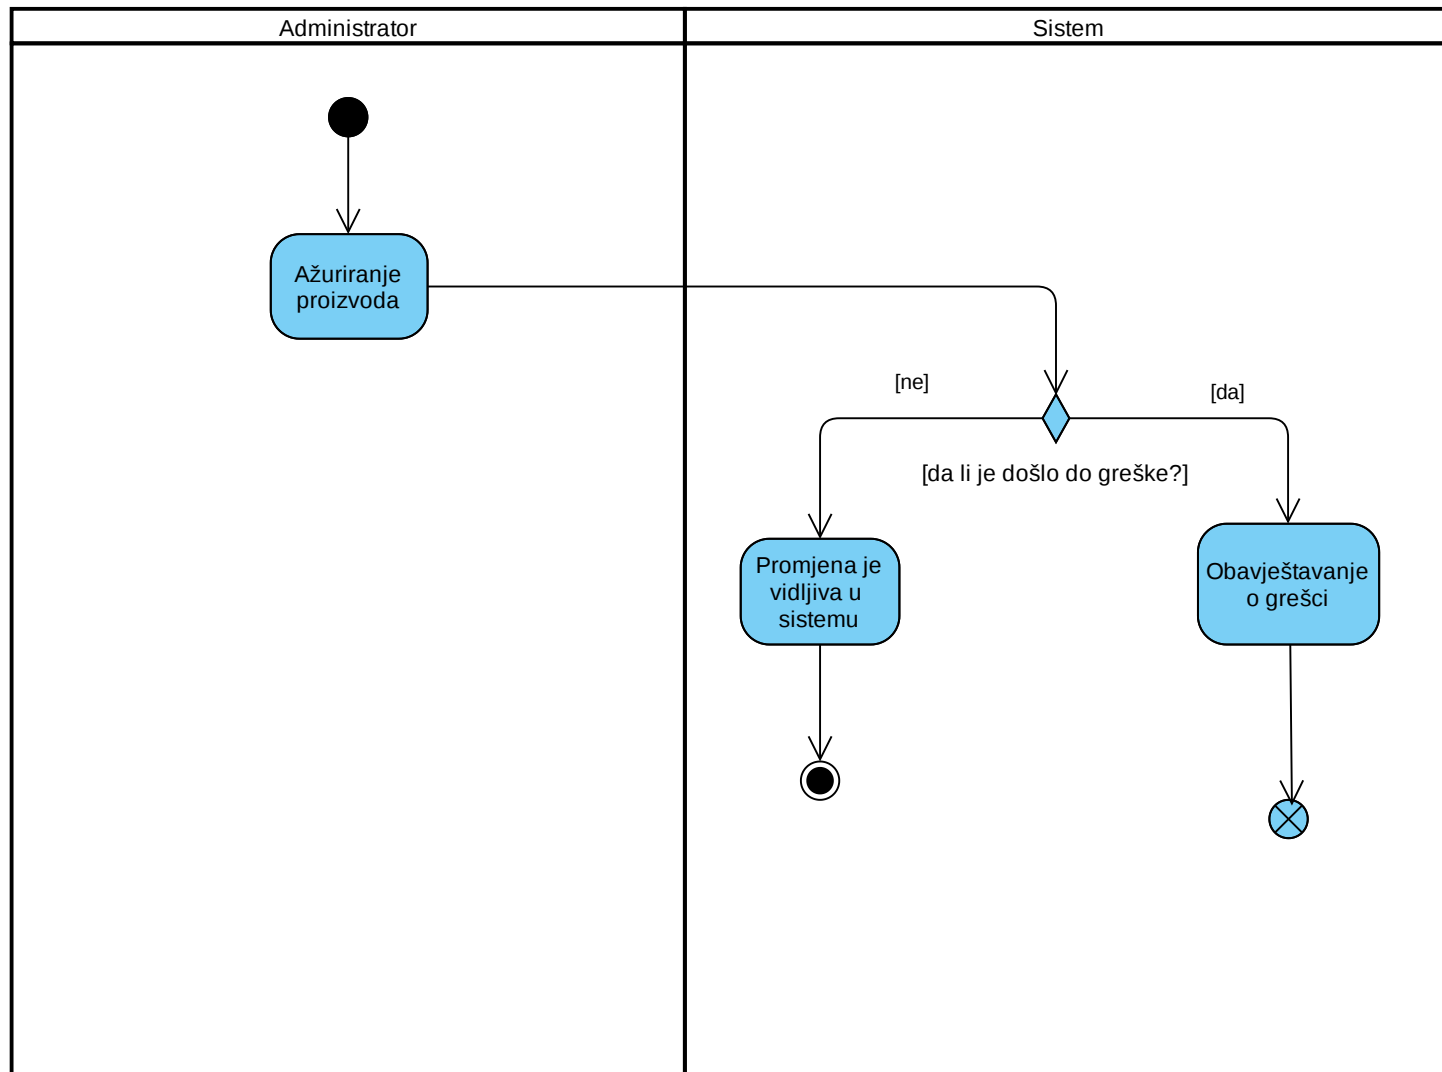 Administrator
Sistem
Ažuriranje
proizvoda
[ne]
[da]
[da li je došlo do greške?]
Promjena je
vidljiva u
sistemu
Obavještavanje
o grešci